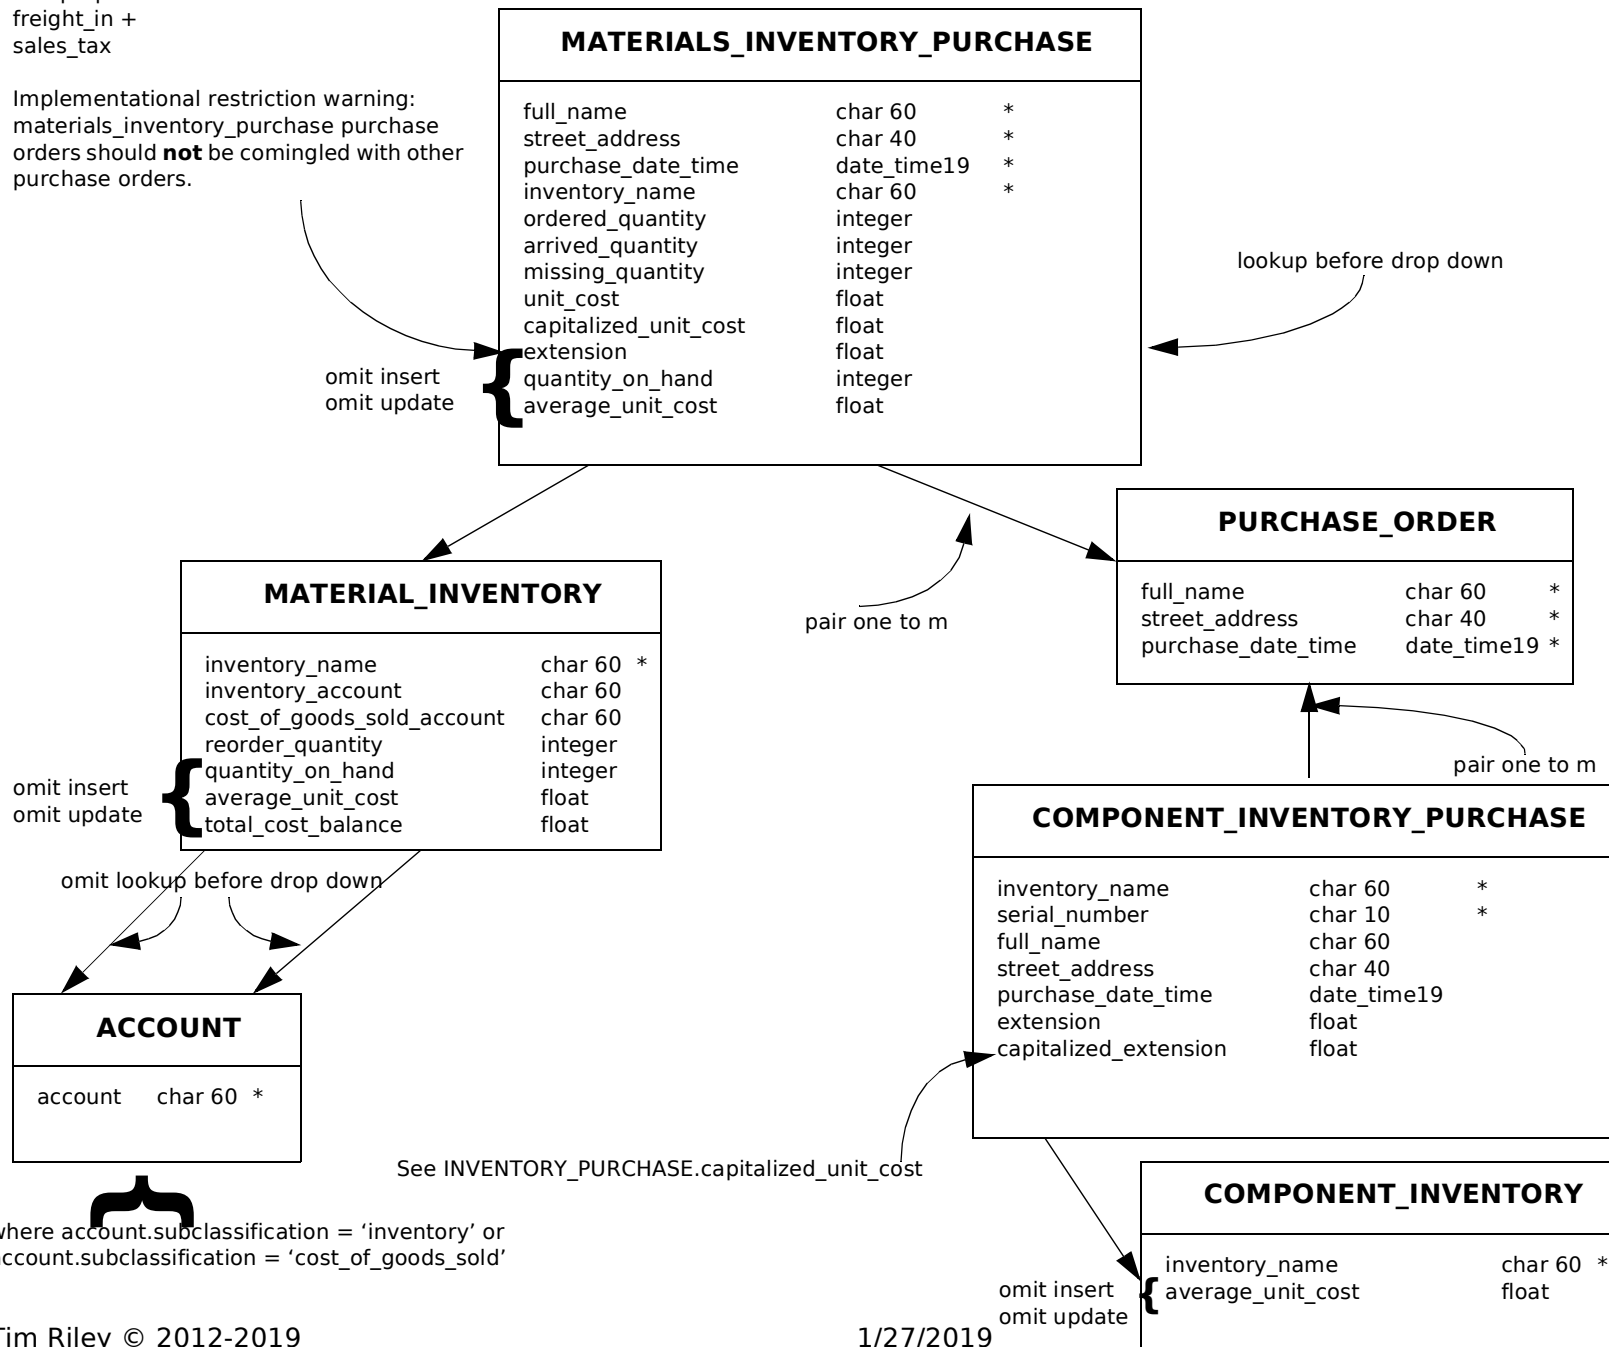 freight_in +
sales_tax
Implementational restriction warning:
materials_inventory_purchase purchase
orders should not be comingled with other
purchase orders.
MATERIALS_INVENTORY_PURCHASE
full_name char 60 *
street_address char 40 *
purchase_date_time date_time19 *
inventory_name char 60 *
ordered_quantity integer
arrived_quantity integer
missing_quantity integer
unit_cost float
capitalized_unit_cost float
extension float
quantity_on_hand integer
average_unit_cost float
omit insert
omit update
lookup before drop down
pair one to m
PURCHASE_ORDER
full_name char 60 *
street_address char 40 *
purchase_date_time date_time19 *
pair one to m
MATERIAL_INVENTORY
inventory_name char 60 *
inventory_account char 60
cost_of_goods_sold_account char 60
reorder_quantity integer
quantity_on_hand integer
average_unit_cost float
total_cost_balance float
omit insert
omit update
omit lookup before drop down
ACCOUNT
account char 60 *
where account.subclassification = ‘inventory’ or
account.subclassification = ‘cost_of_goods_sold’
COMPONENT_INVENTORY_PURCHASE
inventory_name char 60 *
serial_number char 10 *
full_name char 60
street_address char 40
purchase_date_time date_time19
extension float
capitalized_extension float
See INVENTORY_PURCHASE.capitalized_unit_cost
COMPONENT_INVENTORY
inventory_name char 60 *
average_unit_cost float
omit insert
omit update
Tim Riley © 2012-2019
1/27/2019